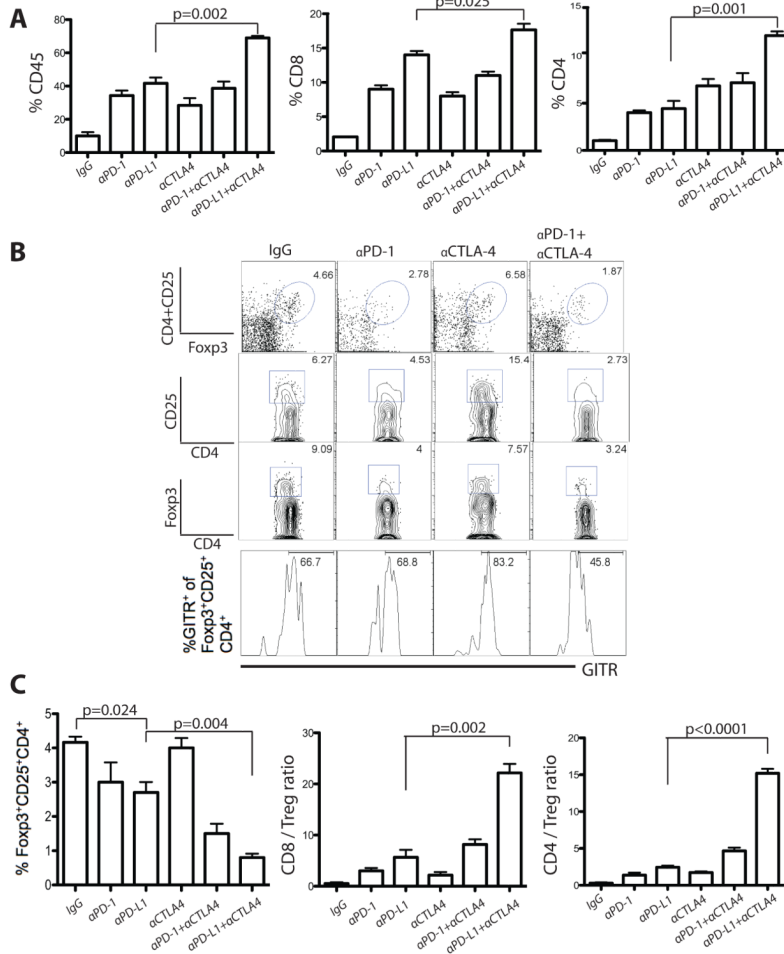 A
p=0.002
% CD45
80
60
40
20
0
IgG
αPD-1
αPD-L1
αCTLA4
αPD-1+αCTLA4
αPD-L1+αCTLA4
p=0.025
% CD8
20
15
10
5
0
IgG
αPD-1
αPD-L1
αCTLA4
αPD-1+αCTLA4
αPD-L1+αCTLA4
p=0.001
% CD4
15
10
5
0
IgG
αPD-1
αPD-L1
αCTLA4
αPD-1+αCTLA4
αPD-L1+αCTLA4
B
IgG
αPD-1
αCTLA-4
αPD-1+
αCTLA-4
CD4+CD25
Foxp3
4.66
2.78
6.58
1.87
CD25
CD4
6.27
4.53
15.4
2.73
Foxp3
CD4
9.09
4
7.57
3.24
%GITR⁺ of
Foxp3⁺CD25⁺
CD4⁺
66.7
68.8
83.2
45.8
GITR
C
p=0.024
p=0.004
% Foxp3⁺CD25⁺CD4⁺
5
4
3
2
1
0
IgG
αPD-1
αPD-L1
αCTLA4
αPD-1+αCTLA4
αPD-L1+αCTLA4
p=0.002
CD8 / Treg ratio
30
20
10
0
IgG
αPD-1
αPD-L1
αCTLA4
αPD-1+αCTLA4
αPD-L1+αCTLA4
p<0.0001
CD4 / Treg ratio
20
15
10
5
0
IgG
αPD-1
αPD-L1
αCTLA4
αPD-1+αCTLA4
αPD-L1+αCTLA4